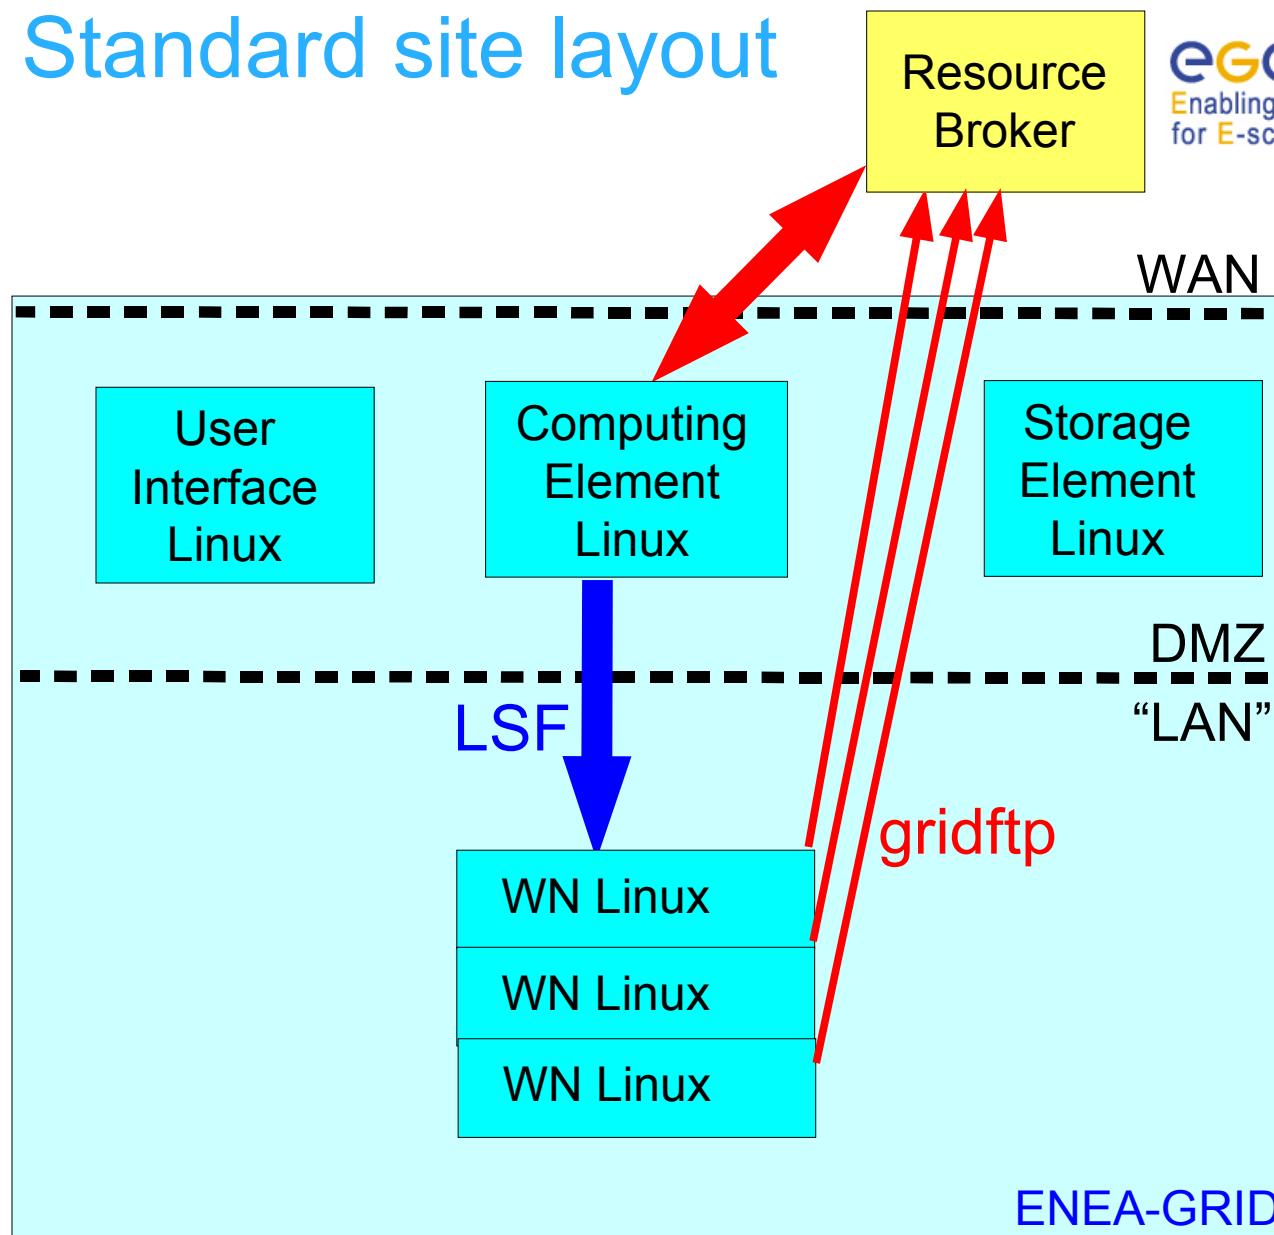 Standard site layout
Resource
Broker
eG
Enabling
for E-sc
WAN
User
Interface
Linux
Computing
Element
Linux
Storage
Element
Linux
DMZ
LSF
“LAN”
gridftp
WN Linux
WN Linux
WN Linux
ENEA-GRID